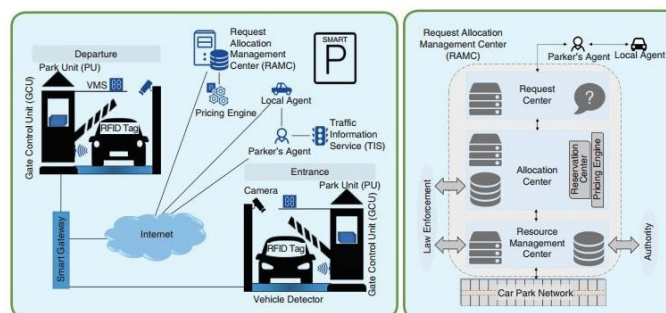 Departure
Park Unit (PU)
VMS
Gate Control Unit (GCU)
RFID Tag
Request
Allocation
Management
Center (RAMC)
Pricing Engine
SMART
P
Local Agent
Traffic
Information
Service (TIS)
Parker's Agent
Entrance
Camera
Park Unit (PU)
Internet
Smart Gateway
RFID Tag
Gate Control Unit (GCU)
Vehicle Detector
Request Allocation
Management Center
(RAMC)
Parker's
Agent
Local Agent
Request
Center
?
Allocation
Center
Reservation
Center
Pricing Engine
Law Enforcement
Resource
Management
Center
Authority
Car Park Network